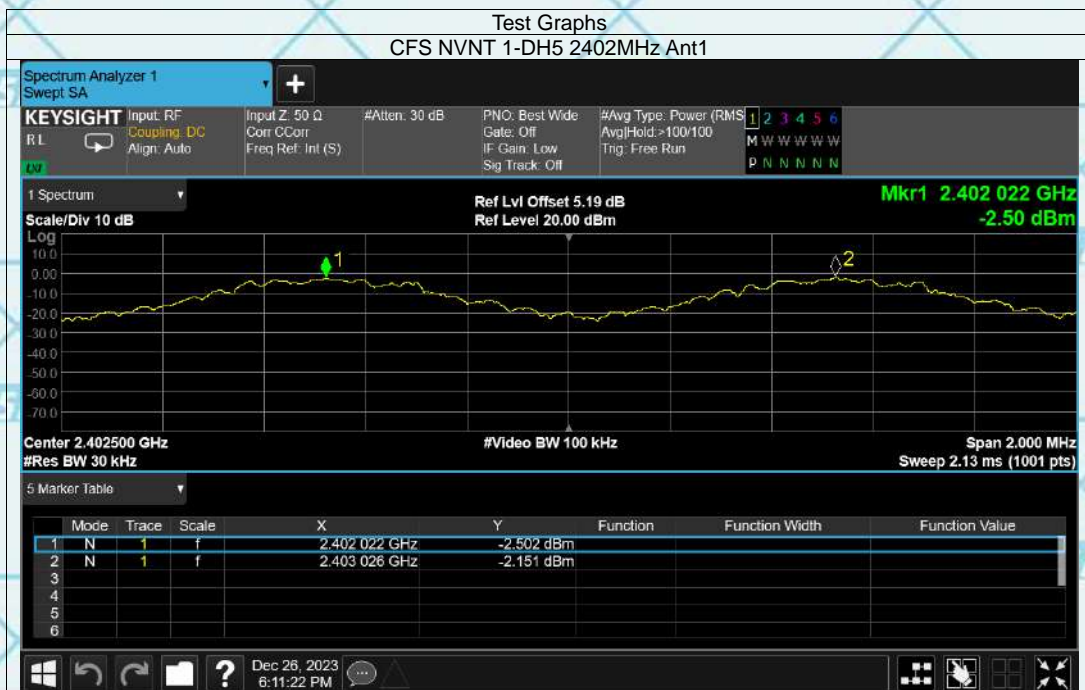 Test Graphs
CFS NVNT 1-DH5 2402MHz Ant1
Spectrum Analyzer 1
Swept SA
+
KEYSIGHT
RL
Input: RF
Coupling: DC
Align: Auto
Input Z: 50 Ω
Corr CCorr
Freq Ref: Int (S)
#Atten: 30 dB
PNO: Best Wide
Gate: Off
IF Gain: Low
Sig Track: Off
#Avg Type: Power (RMS
Avg|Hold:>100/100
Trig: Free Run
1 2 3 4 5 6
M W W W W W
P N N N N N
1 Spectrum
Scale/Div 10 dB
Ref Lvl Offset 5.19 dB
Ref Level 20.00 dBm
Mkr1 2.402 022 GHz
-2.50 dBm
Log
10.0
0.00
-10.0
-20.0
-30.0
-40.0
-50.0
-60.0
-70.0
1
2
Center 2.402500 GHz
#Video BW 100 kHz
Span 2.000 MHz
#Res BW 30 kHz
Sweep 2.13 ms (1001 pts)
5 Marker Table
Mode Trace Scale X Y Function Function Width Function Value
1 N 1 f 2.402 022 GHz -2.502 dBm
2 N 1 f 2.403 026 GHz -2.151 dBm
3
4
5
6
?
Dec 26, 2023
6:11:22 PM